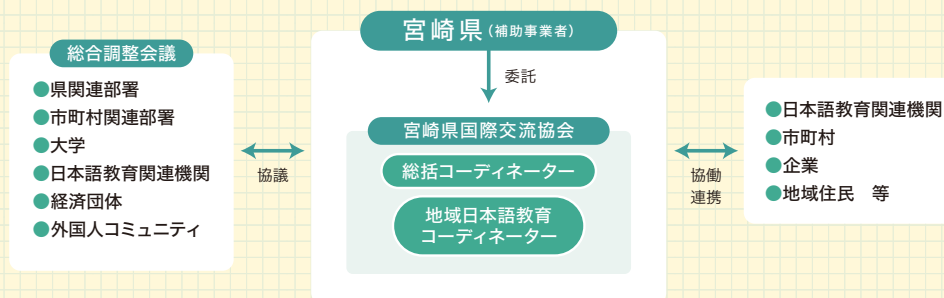 総合調整会議
●県関連部署
●市町村関連部署
●大学
●日本語教育関連機関
●経済団体
●外国人コミュニティ
協議
宮崎県（補助事業者）
委託
宮崎県国際交流協会
総括コーディネーター
地域日本語教育
コーディネーター
協働
連携
●日本語教育関連機関
●市町村
●企業
●地域住民　等